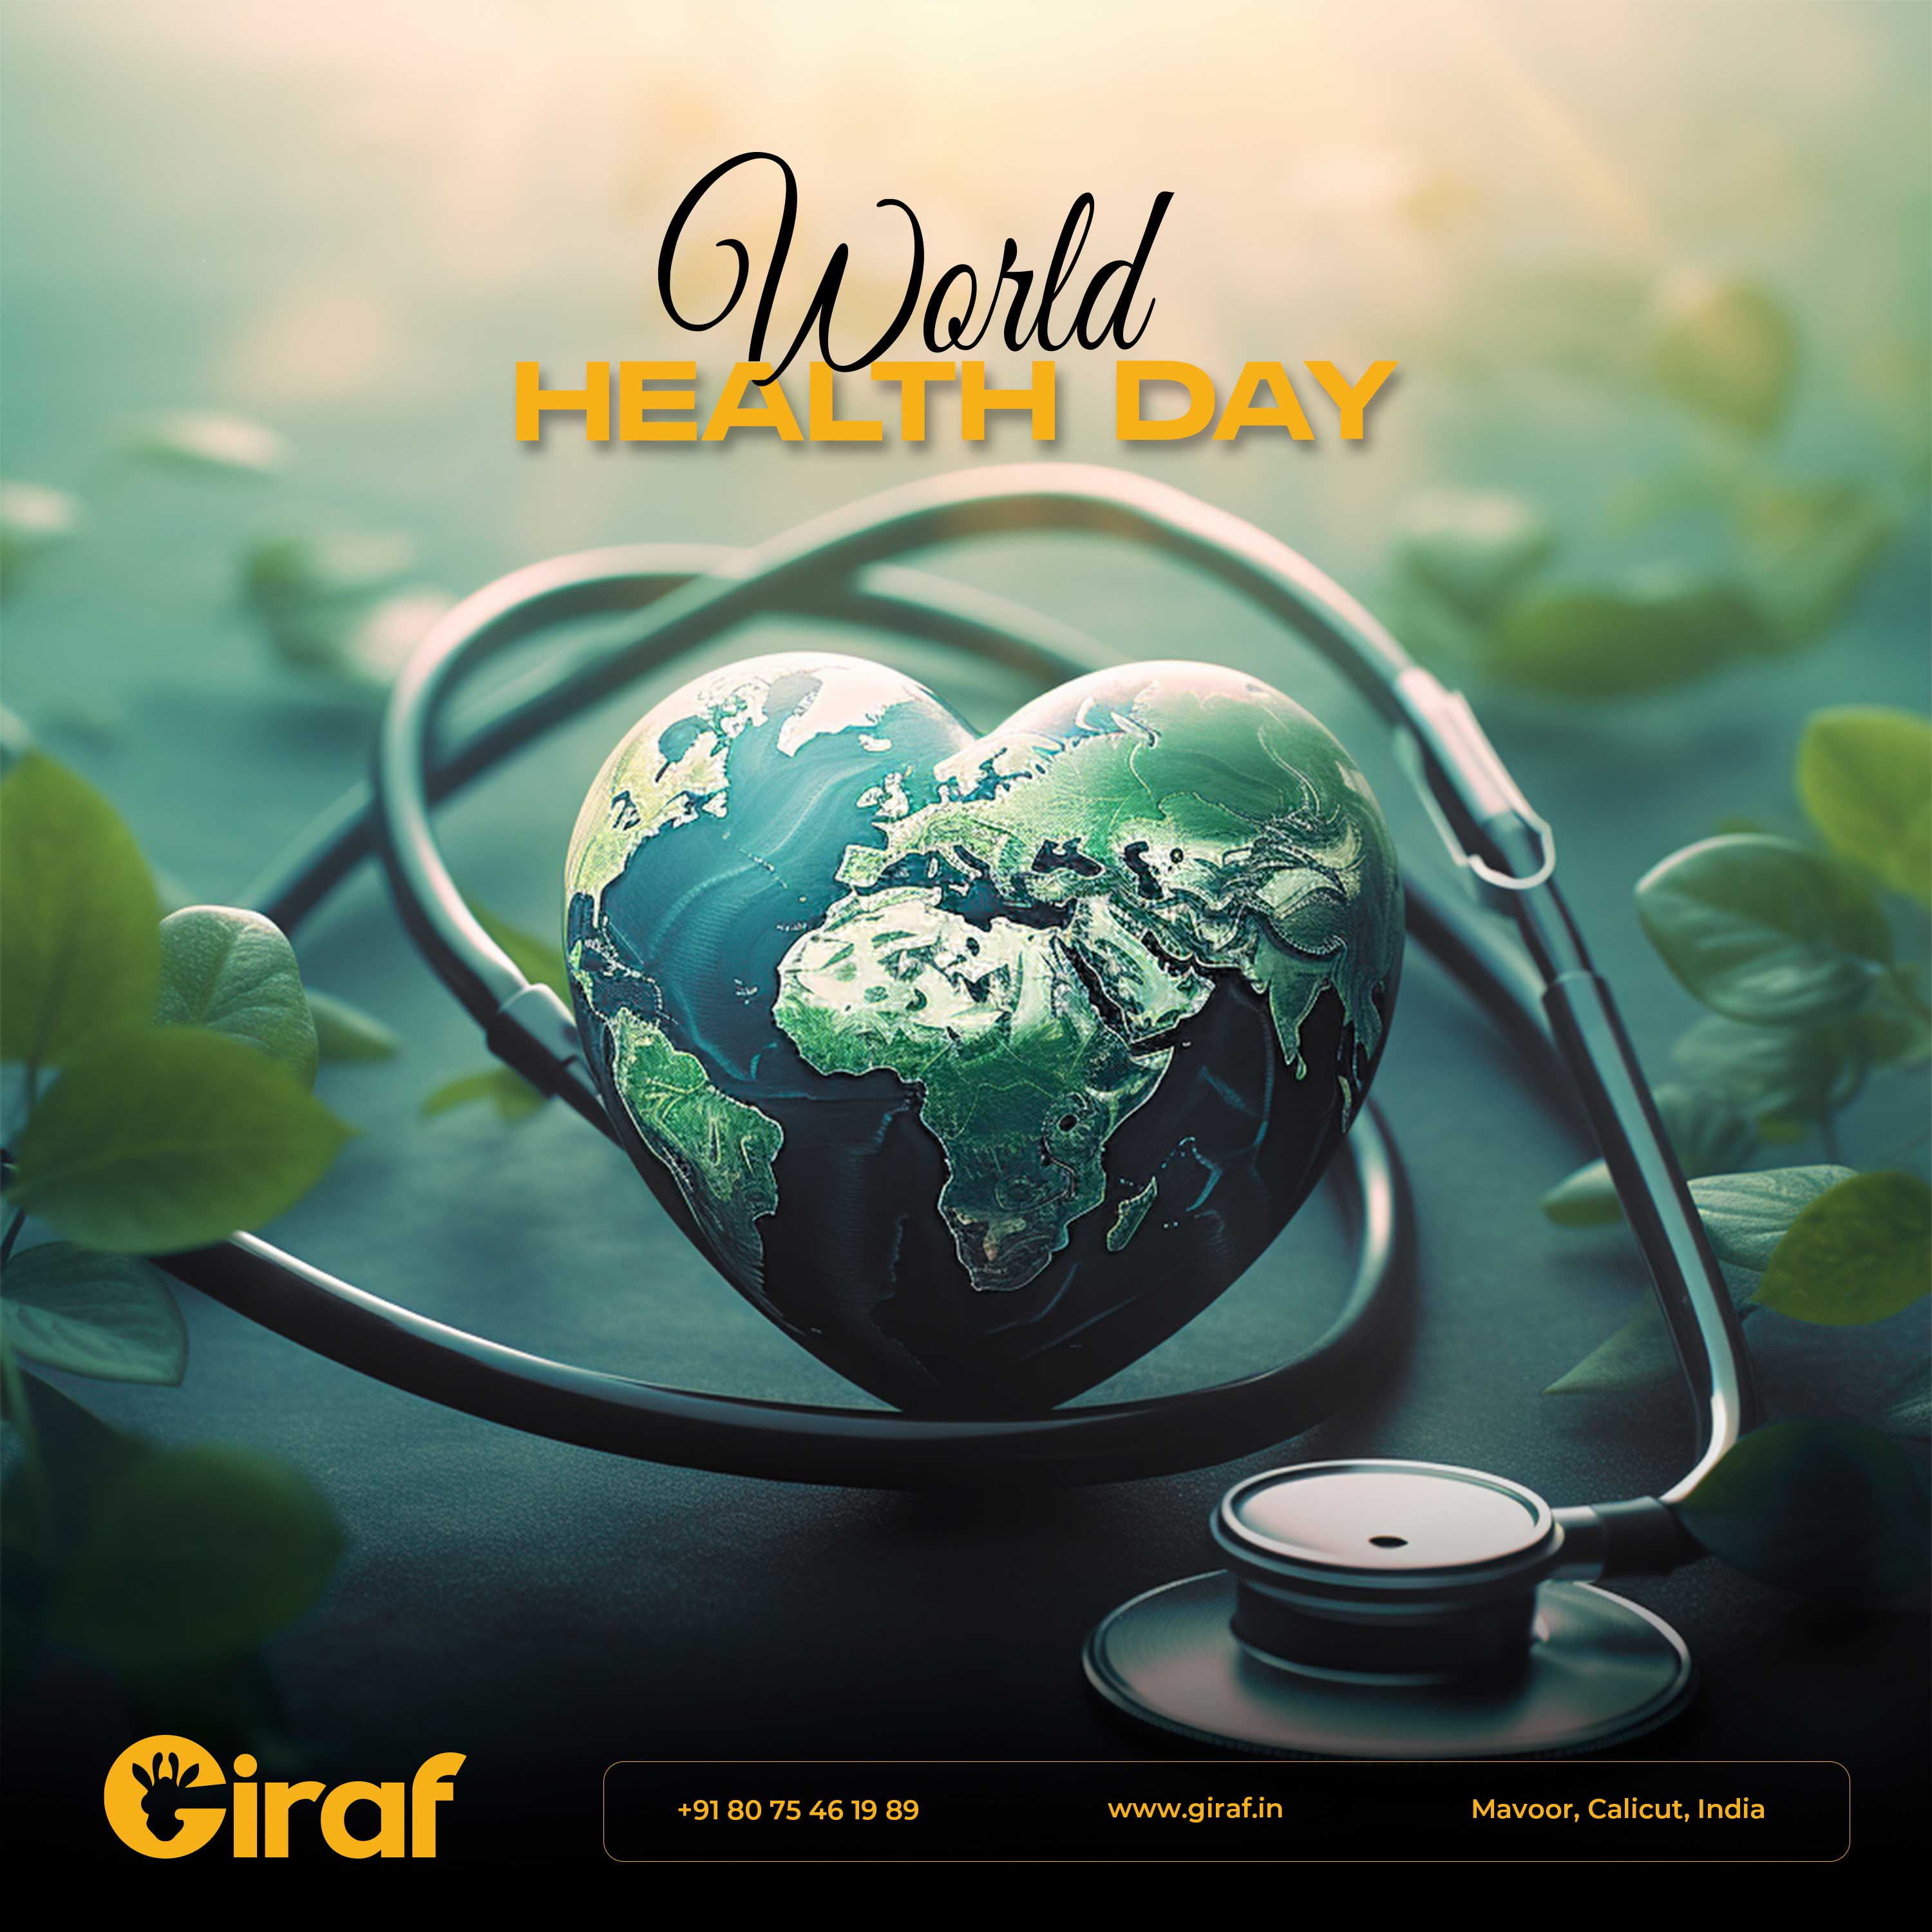 World
HEALTH DAY
Giraf
+91 80 75 46 19 89
www.giraf.in
Mavoor, Calicut, India